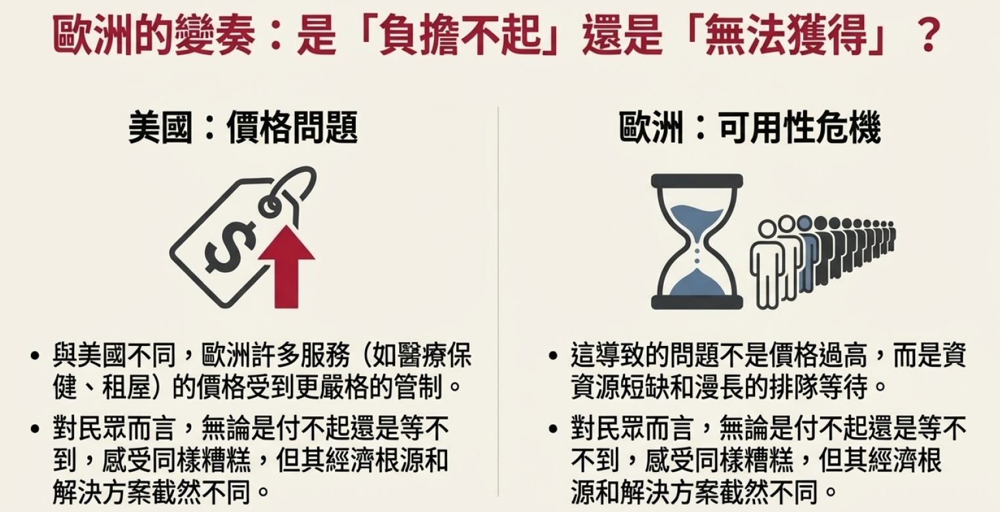 歐洲的變奏：是「負擔不起」還是「無法獲得」？
美國：價格問題
$
• 與美國不同，歐洲許多服務（如醫療保
健、租屋）的價格受到更嚴格的管制。
• 對民眾而言，無論是付不起還是等不
到，感受同樣糟糕，但其經濟根源和
解決方案截然不同。
歐洲：可用性危機
• 這導致的問題不是價格過高，而是資
資源短缺和漫長的排隊等待。
• 對民眾而言，無論是付不起還是等不
不到，感受同樣糟糕，但其經濟根
源和解決方案截然不同。